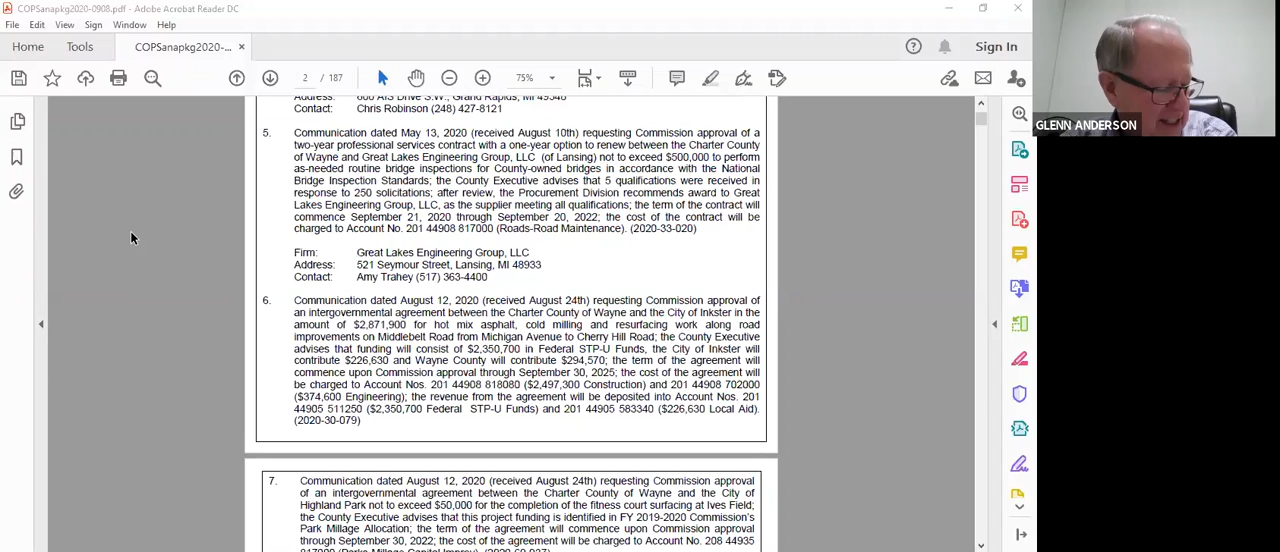 COPSanapkg2020-0908.pdf - Adobe Acrobat Reader DC
File Edit View Sign Window Help
Home Tools COPSanapkg2020-... × Sign In
2 / 187 75%
Address: 600 AIS Drive S.W., Grand Rapids, MI 49548
Contact: Chris Robinson (248) 427-8121
5. Communication dated May 13, 2020 (received August 10th) requesting Commission approval of a
two-year professional services contract with a one-year option to renew between the Charter County
of Wayne and Great Lakes Engineering Group, LLC (of Lansing) not to exceed $500,000 to perform
as-needed routine bridge inspections for County-owned bridges in accordance with the National
Bridge Inspection Standards; the County Executive advises that 5 qualifications were received in
response to 250 solicitations; after review, the Procurement Division recommends award to Great
Lakes Engineering Group, LLC, as the supplier meeting all qualifications; the term of the contract will
commence September 21, 2020 through September 20, 2022; the cost of the contract will be
charged to Account No. 201 44908 817000 (Roads-Road Maintenance). (2020-33-020)
Firm: Great Lakes Engineering Group, LLC
Address: 521 Seymour Street, Lansing, MI 48933
Contact: Amy Trahey (517) 363-4400
6. Communication dated August 12, 2020 (received August 24th) requesting Commission approval of
an intergovernmental agreement between the Charter County of Wayne and the City of Inkster in the
amount of $2,871,900 for hot mix asphalt, cold milling and resurfacing work along road
improvements on Middlebelt Road from Michigan Avenue to Cherry Hill Road; the County Executive
advises that funding will consist of $2,350,700 in Federal STP-U Funds, the City of Inkster will
contribute $226,630 and Wayne County will contribute $294,570; the term of the agreement will
commence upon Commission approval through September 30, 2025; the cost of the agreement will
be charged to Account Nos. 201 44908 818080 ($2,497,300 Construction) and 201 44908 702000
($374,600 Engineering); the revenue from the agreement will be deposited into Account Nos. 201
44905 511250 ($2,350,700 Federal STP-U Funds) and 201 44905 583340 ($226,630 Local Aid).
(2020-30-079)
7. Communication dated August 12, 2020 (received August 24th) requesting Commission approval
of an intergovernmental agreement between the Charter County of Wayne and the City of
Highland Park not to exceed $50,000 for the completion of the fitness court surfacing at Ives Field;
the County Executive advises that this project funding is identified in FY 2019-2020 Commission's
Park Millage Allocation; the term of the agreement will commence upon Commission approval
through September 30, 2022; the cost of the agreement will be charged to Account No. 208 44935
GLENN ANDERSON